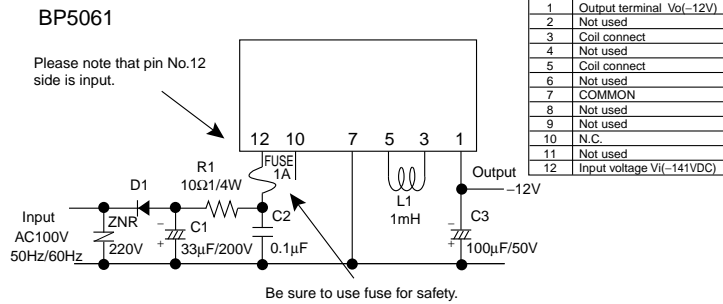 BP5061
Please note that pin No.12
side is input.
1 Output terminal Vo(−12V)
2 Not used
3 Coil connect
4 Not used
5 Coil connect
6 Not used
7 COMMON
8 Not used
9 Not used
10 N.C.
11 Not used
12 Input voltage Vi(−141VDC)
12 10 7 5 3 1
FUSE
1A
R1
10Ω1/4W
D1
L1
1mH
Output
−12V
Input
AC100V
50Hz/60Hz
ZNR
220V
− C1
+ 33μF/200V
C2
0.1μF
− C3
+ 100μF/50V
Be sure to use fuse for safety.